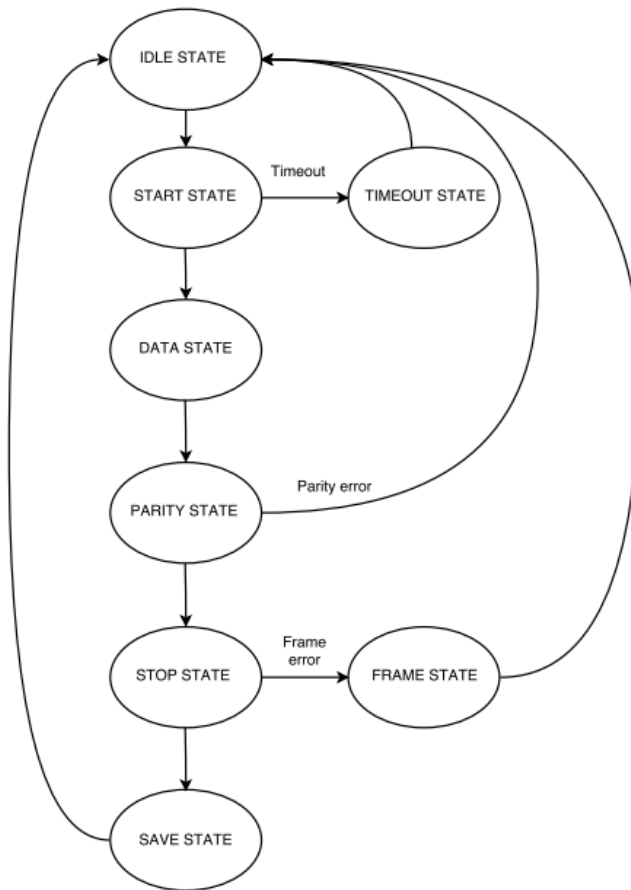 IDLE STATE
Timeout
START STATE
TIMEOUT STATE
DATA STATE
Parity error
PARITY STATE
Frame
error
STOP STATE
FRAME STATE
SAVE STATE